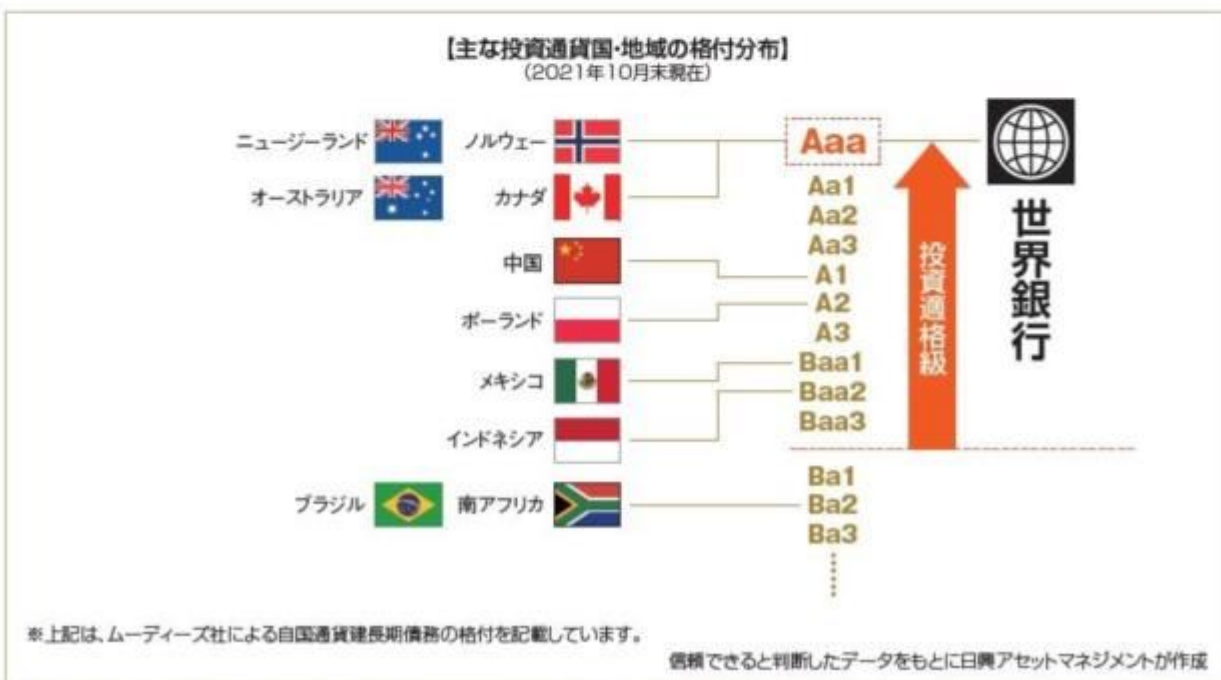 【主な投資通貨国・地域の格付分布】
（2021年10月末現在）
ニュージーランド
ノルウェー
オーストラリア
カナダ
中国
ポーランド
メキシコ
インドネシア
ブラジル
南アフリカ
Aaa
Aa1
Aa2
Aa3
A1
A2
A3
Baa1
Baa2
Baa3
Ba1
Ba2
Ba3
投資適格級
世界銀行
※上記は、ムーディーズ社による自国通貨建長期債務の格付を記載しています。
信頼できると判断したデータをもとに日興アセットマネジメントが作成